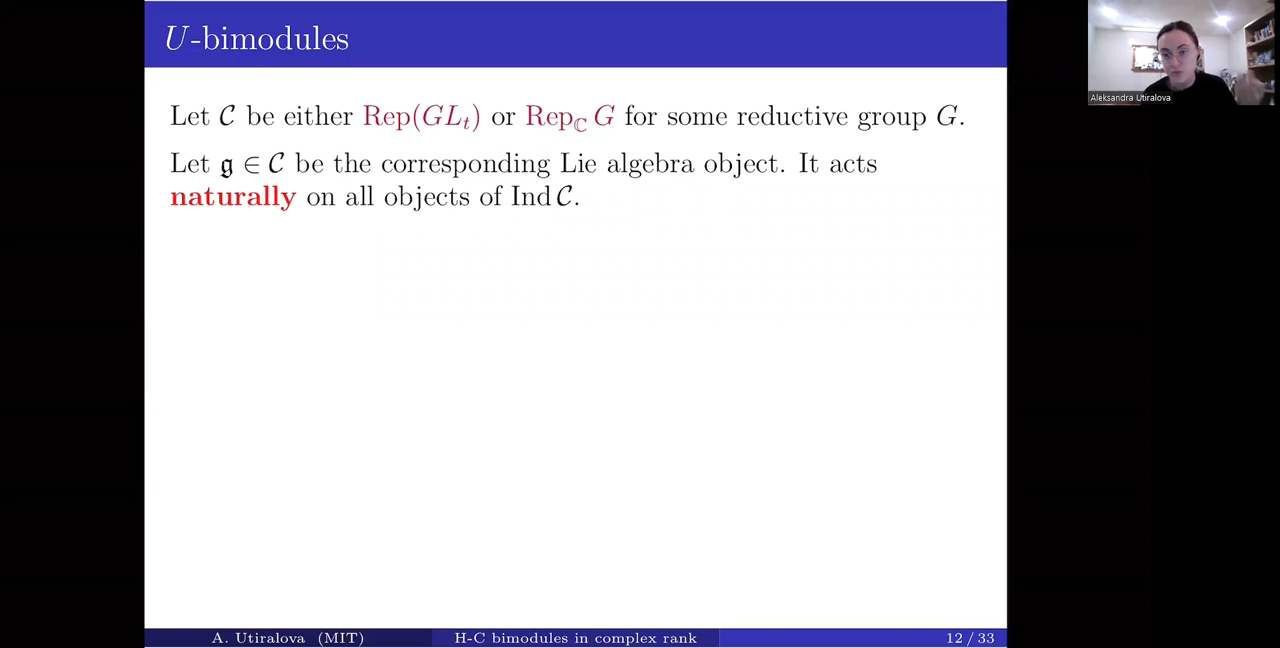 U-bimodules
Aleksandra Utiralova
Let 𝒞 be either Rep(GL_t) or Rep_ℂ G for some reductive group G.
Let 𝔤 ∈ 𝒞 be the corresponding Lie algebra object. It acts
naturally on all objects of Ind 𝒞.
A. Utiralova (MIT) H-C bimodules in complex rank 12 / 33